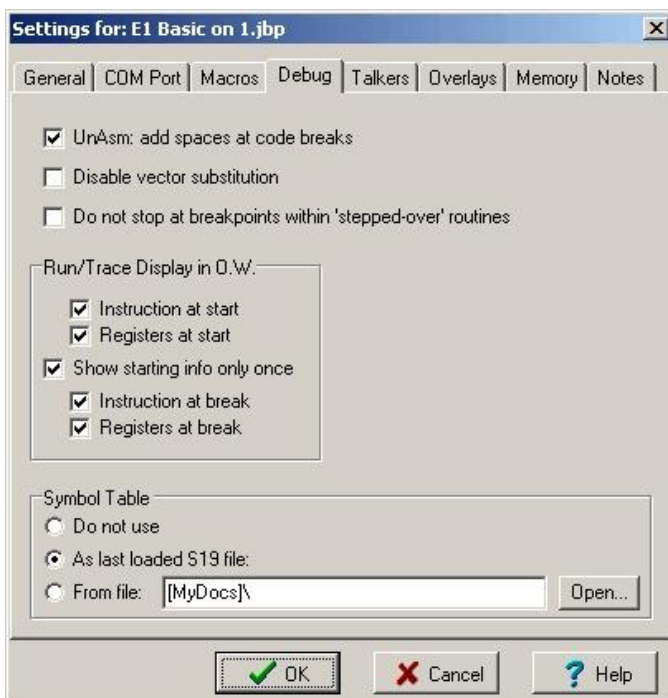 Settings for: E1 Basic on 1.jbp
General COM Port Macros Debug Talkers Overlays Memory Notes
UnAsm: add spaces at code breaks
Disable vector substitution
Do not stop at breakpoints within 'stepped-over' routines
Run/Trace Display in O.W.
Instruction at start
Registers at start
Show starting info only once
Instruction at break
Registers at break
Symbol Table
Do not use
As last loaded S19 file:
From file: [MyDocs]\ Open...
OK Cancel ? Help